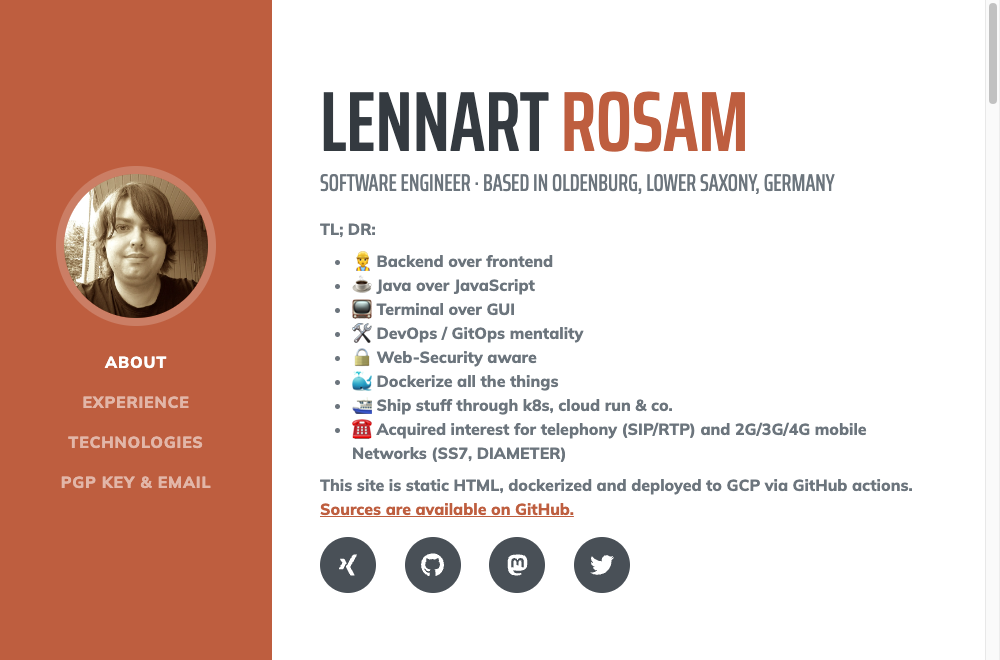 LENNART ROSAM
SOFTWARE ENGINEER · BASED IN OLDENBURG, LOWER SAXONY, GERMANY
TL; DR:
Backend over frontend
Java over JavaScript
Terminal over GUI
DevOps / GitOps mentality
Web-Security aware
Dockerize all the things
Ship stuff through k8s, cloud run & co.
Acquired interest for telephony (SIP/RTP) and 2G/3G/4G mobile
Networks (SS7, DIAMETER)
This site is static HTML, dockerized and deployed to GCP via GitHub actions.
Sources are available on GitHub.
ABOUT
EXPERIENCE
TECHNOLOGIES
PGP KEY & EMAIL